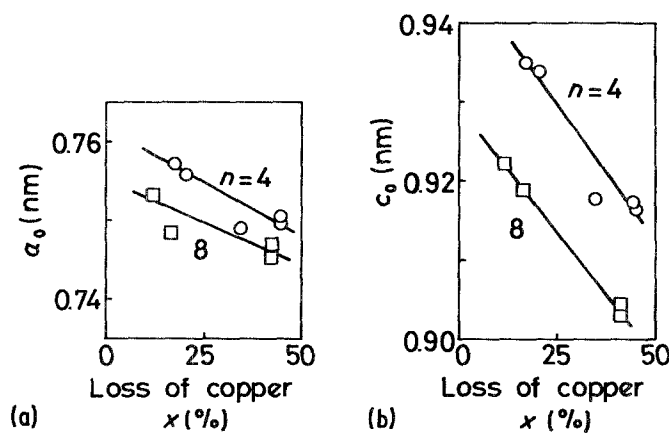 0.76
0.74
a₀ (nm)
n=4
8
0 25 50
Loss of copper
x (%)
(a)
0.94
0.92
0.90
c₀ (nm)
n=4
8
0 25 50
Loss of copper
x (%)
(b)